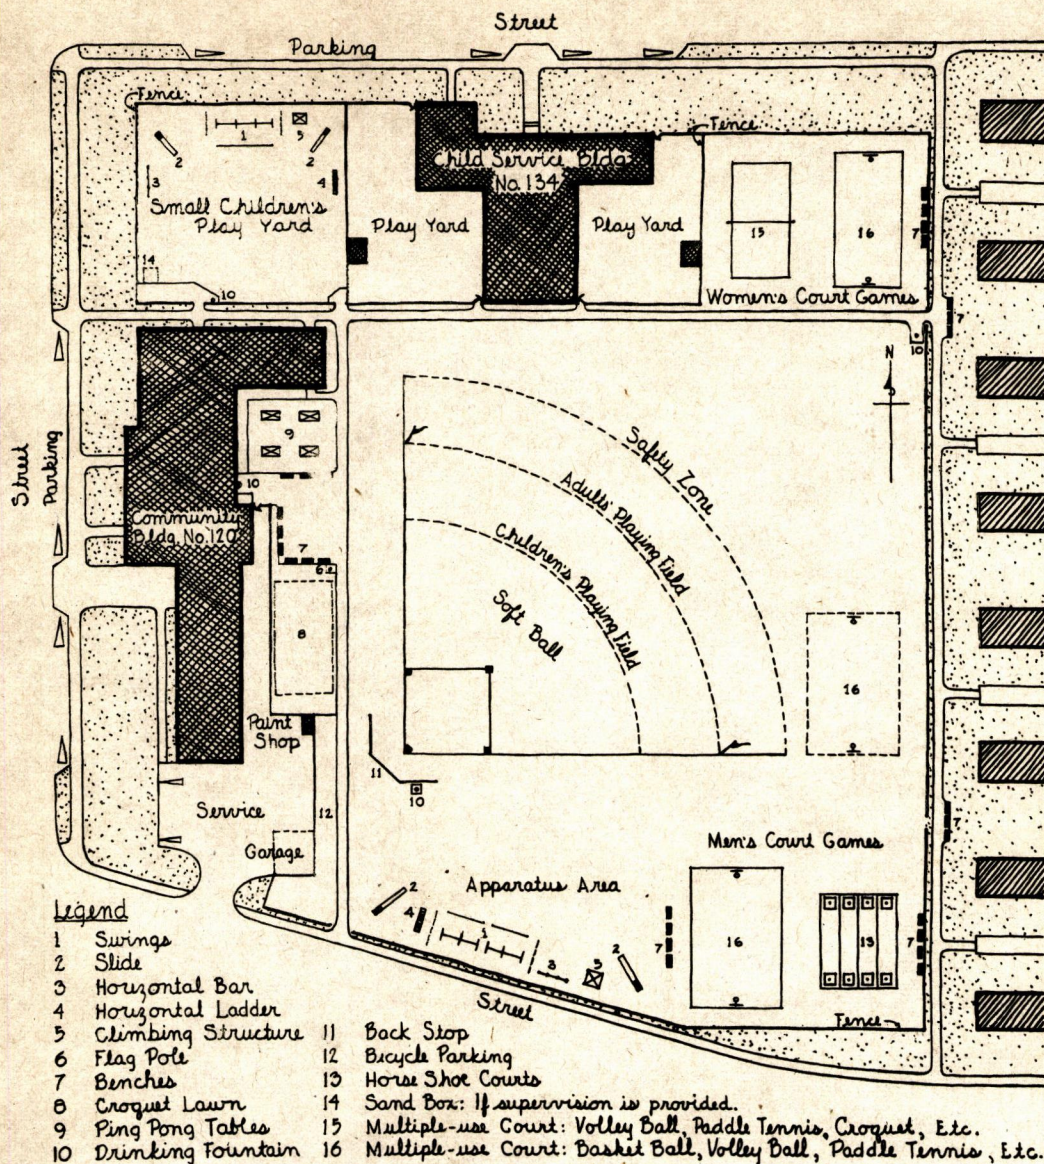 Street
Parking
Fence
1
5
2
2
Fence
Child Service Bldg.
No. 134
3
4
Small Children's
Play Yard
Play Yard
Play Yard
15
16
7
14
10
Women's Court Games
7
10
N
9
Street
Parking
Safety Zone
Adults' Playing Field
Children's Playing Field
Soft Ball
10
Community
Bldg. No. 120
7
6
8
16
Paint
Shop
11
10
12
Service
Garage
7
Men's Court Games
Apparatus Area
2
4
1
3
5
2
7
16
13
7
Street
Fence
Legend
1 Swings
2 Slide
3 Horizontal Bar
4 Horizontal Ladder
5 Climbing Structure
6 Flag Pole
7 Benches
8 Croquet Lawn
9 Ping Pong Tables
10 Drinking Fountain
11 Back Stop
12 Bicycle Parking
13 Horse Shoe Courts
14 Sand Box: If supervision is provided.
15 Multiple-use Court: Volley Ball, Paddle Tennis, Croquet, Etc.
16 Multiple-use Court: Basket Ball, Volley Ball, Paddle Tennis, Etc.